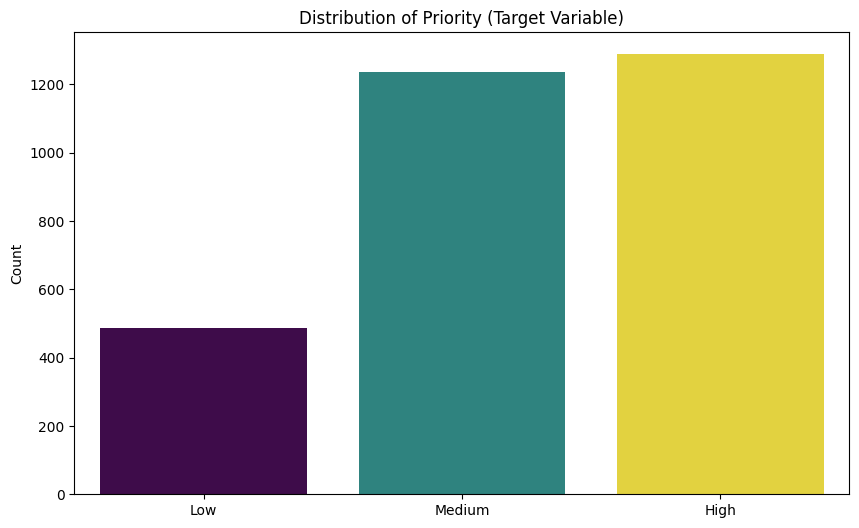 Distribution of Priority (Target Variable)
1200
1000
800
600
400
200
0
Count
Low Medium High